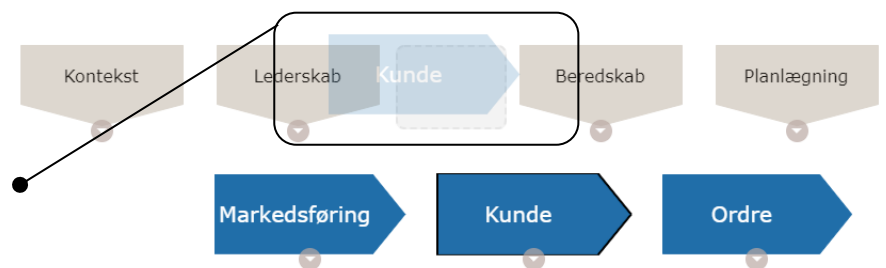 Kontekst
Lederskab
Kunde
Beredskab
Planlægning
Markedsføring
Kunde
Ordre